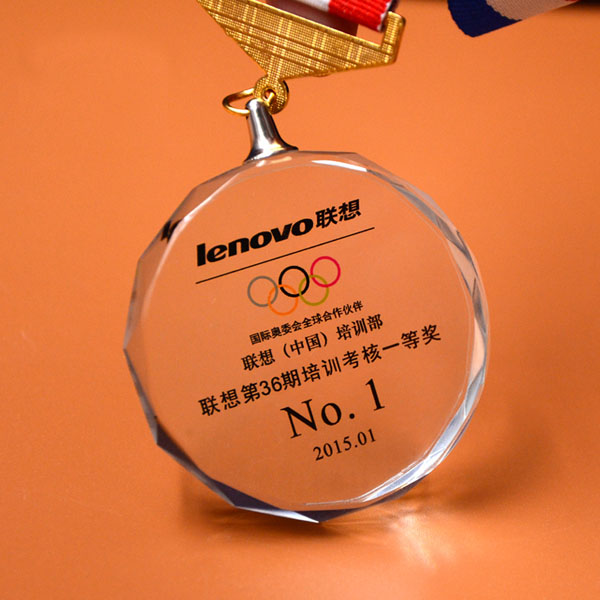 lenovo联想
国际奥委会全球合作伙伴
联想（中国）培训部
联想第36期培训考核一等奖
No. 1
2015.01